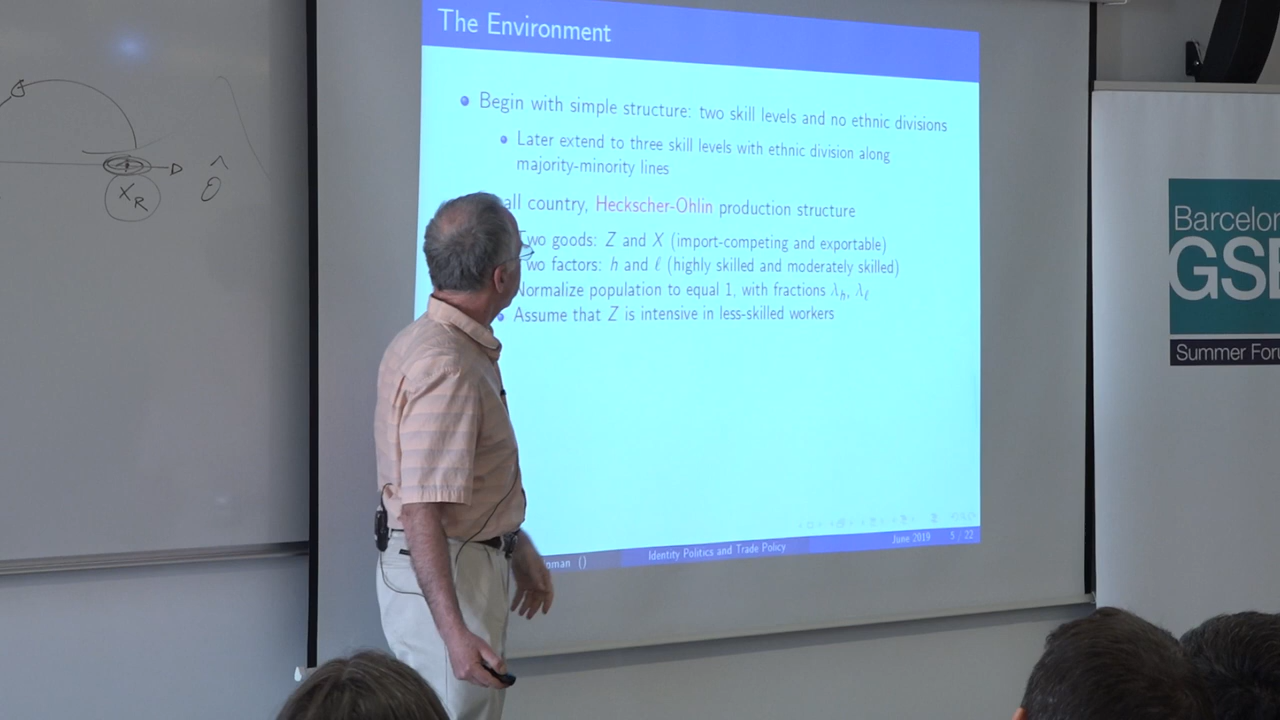 The Environment
Begin with simple structure: two skill levels and no ethnic divisions
Later extend to three skill levels with ethnic division along
majority-minority lines
all country, Heckscher-Ohlin production structure
Two goods: Z and X (import-competing and exportable)
Two factors: h and ℓ (highly skilled and moderately skilled)
Normalize population to equal 1, with fractions λh, λℓ
Assume that Z is intensive in less-skilled workers
nman () Identity Politics and Trade Policy June 2019 5 / 22
X_R
Barcelon
GSE
Summer Foru